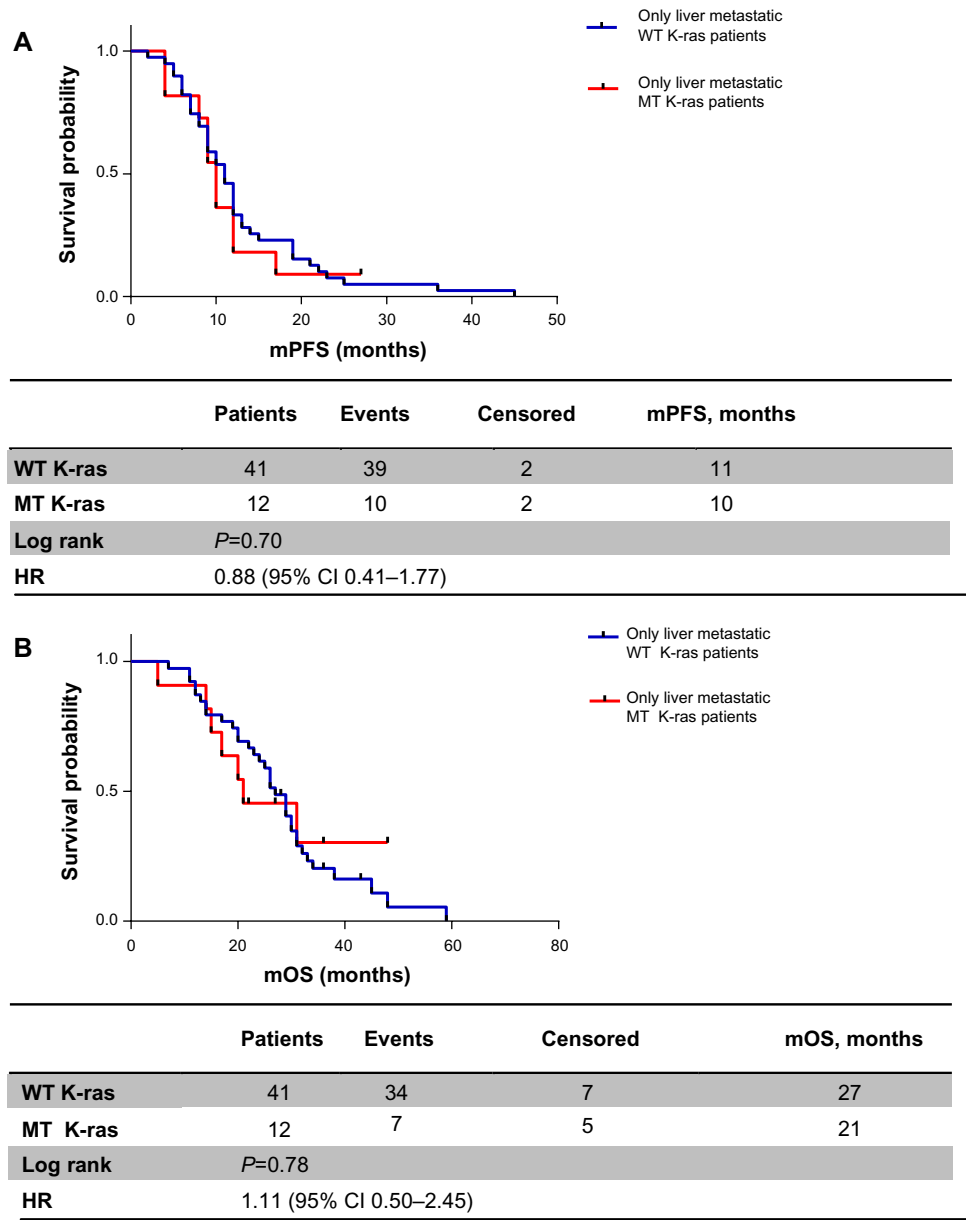 A
Only liver metastatic
WT K-ras patients
Only liver metastatic
MT K-ras patients
Survival probability
1.0
0.5
0.0
0 10 20 30 40 50
mPFS (months)
Patients Events Censored mPFS, months
WT K-ras 41 39 2 11
MT K-ras 12 10 2 10
Log rank P=0.70
HR 0.88 (95% CI 0.41–1.77)
B
Only liver metastatic
WT K-ras patients
Only liver metastatic
MT K-ras patients
Survival probability
1.0
0.5
0.0
0 20 40 60 80
mOS (months)
Patients Events Censored mOS, months
WT K-ras 41 34 7 27
MT K-ras 12 7 5 21
Log rank P=0.78
HR 1.11 (95% CI 0.50–2.45)